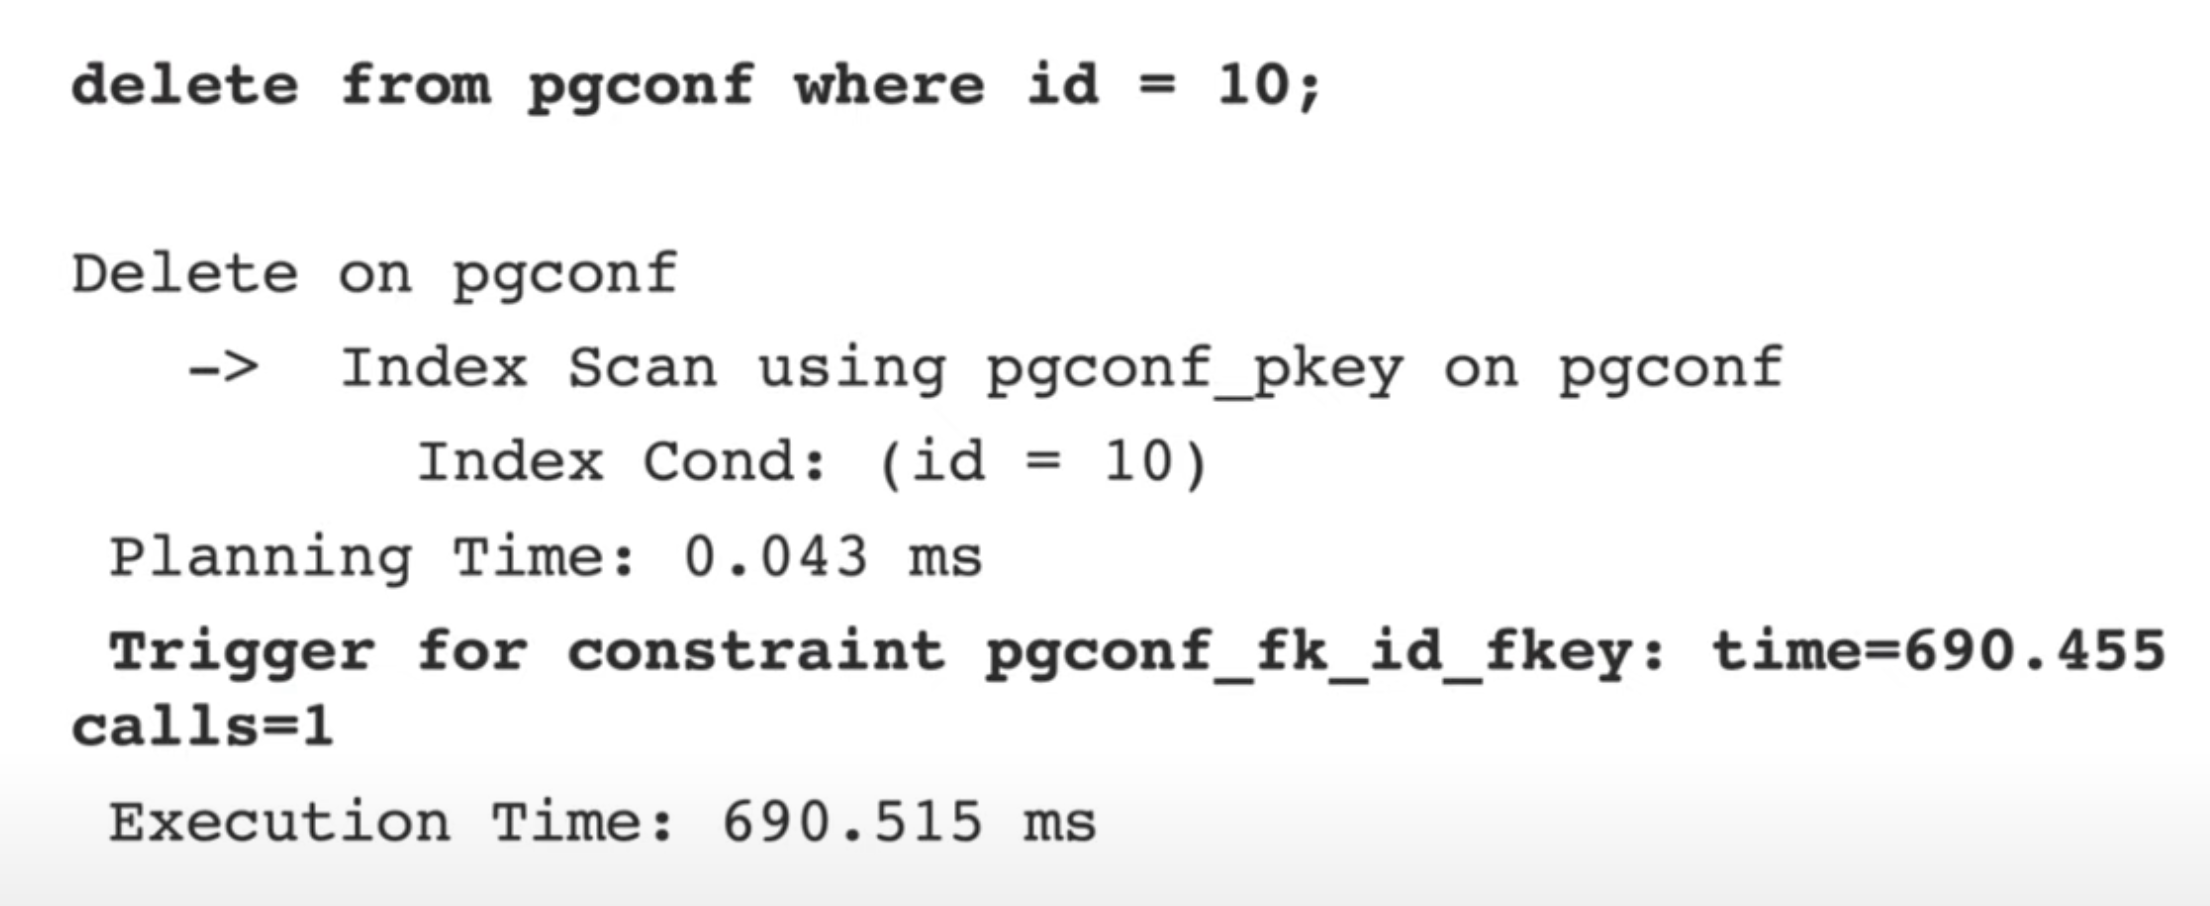 delete from pgconf where id = 10;
Delete on pgconf
-> Index Scan using pgconf_pkey on pgconf
Index Cond: (id = 10)
Planning Time: 0.043 ms
Trigger for constraint pgconf_fk_id_fkey: time=690.455
calls=1
Execution Time: 690.515 ms